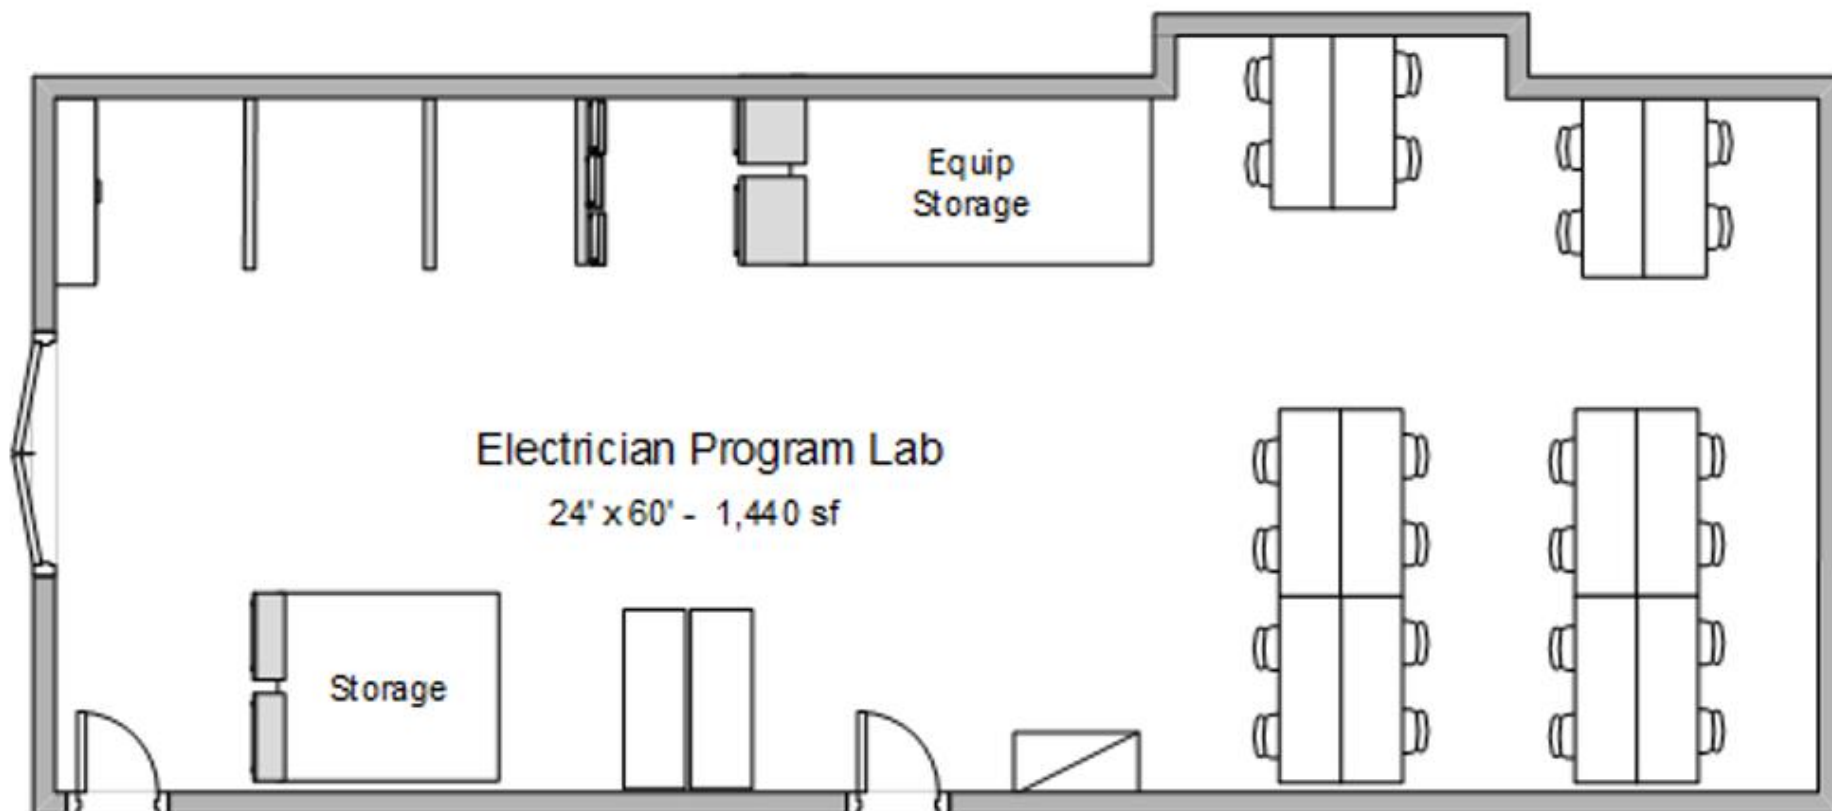 Equip
Storage
Electrician Program Lab
24' x 60' - 1,440 sf
Storage